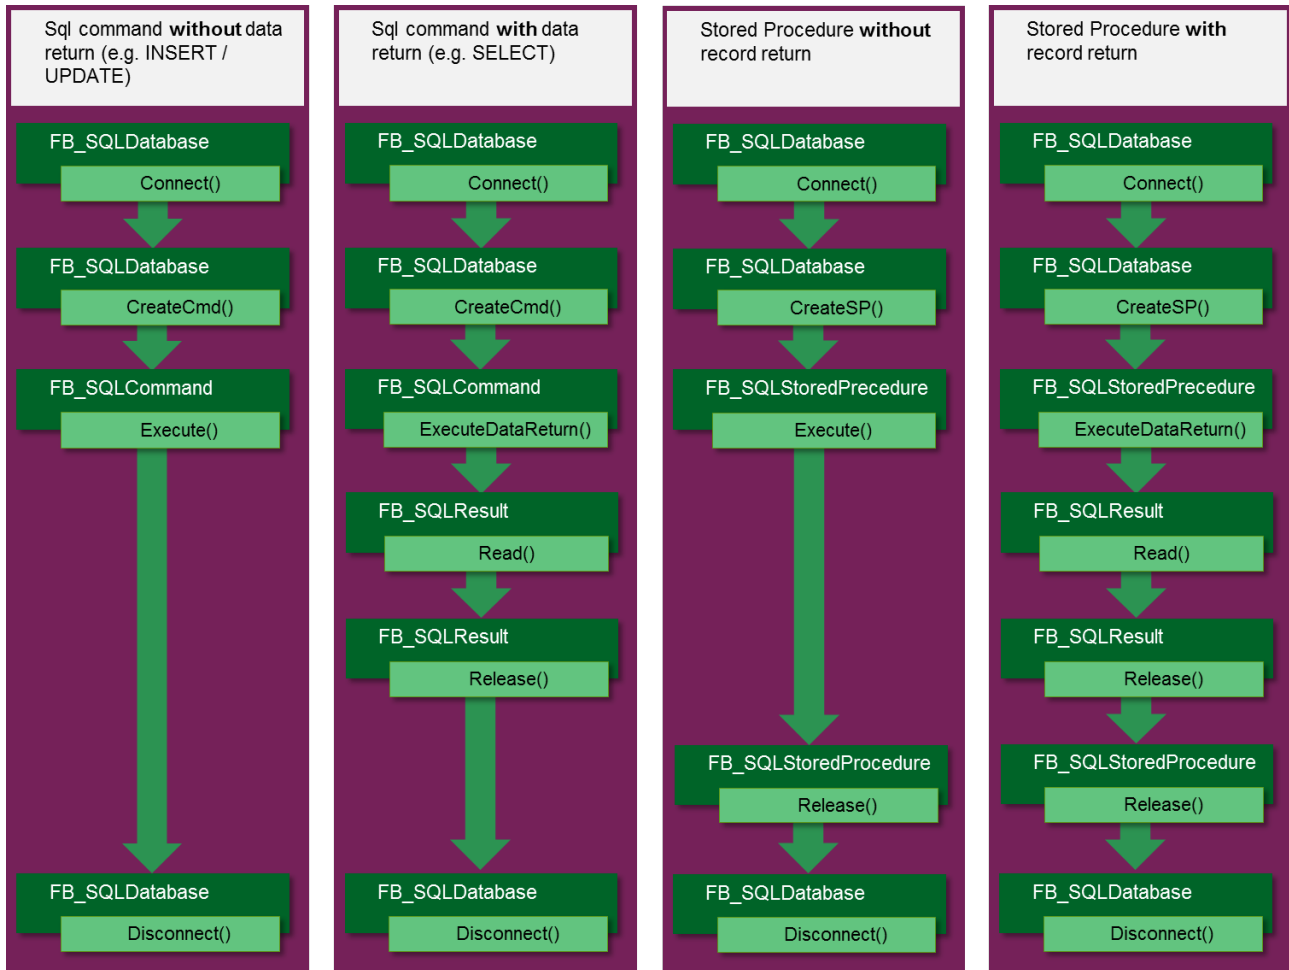 Sql command without data
return (e.g. INSERT /
UPDATE)
FB_SQLDatabase
Connect()
FB_SQLDatabase
CreateCmd()
FB_SQLCommand
Execute()
FB_SQLDatabase
Disconnect()
Sql command with data
return (e.g. SELECT)
FB_SQLDatabase
Connect()
FB_SQLDatabase
CreateCmd()
FB_SQLCommand
ExecuteDataReturn()
FB_SQLResult
Read()
FB_SQLResult
Release()
FB_SQLDatabase
Disconnect()
Stored Procedure without
record return
FB_SQLDatabase
Connect()
FB_SQLDatabase
CreateSP()
FB_SQLStoredPrecedure
Execute()
FB_SQLStoredProcedure
Release()
FB_SQLDatabase
Disconnect()
Stored Procedure with
record return
FB_SQLDatabase
Connect()
FB_SQLDatabase
CreateSP()
FB_SQLStoredPrecedure
ExecuteDataReturn()
FB_SQLResult
Read()
FB_SQLResult
Release()
FB_SQLStoredProcedure
Release()
FB_SQLDatabase
Disconnect()